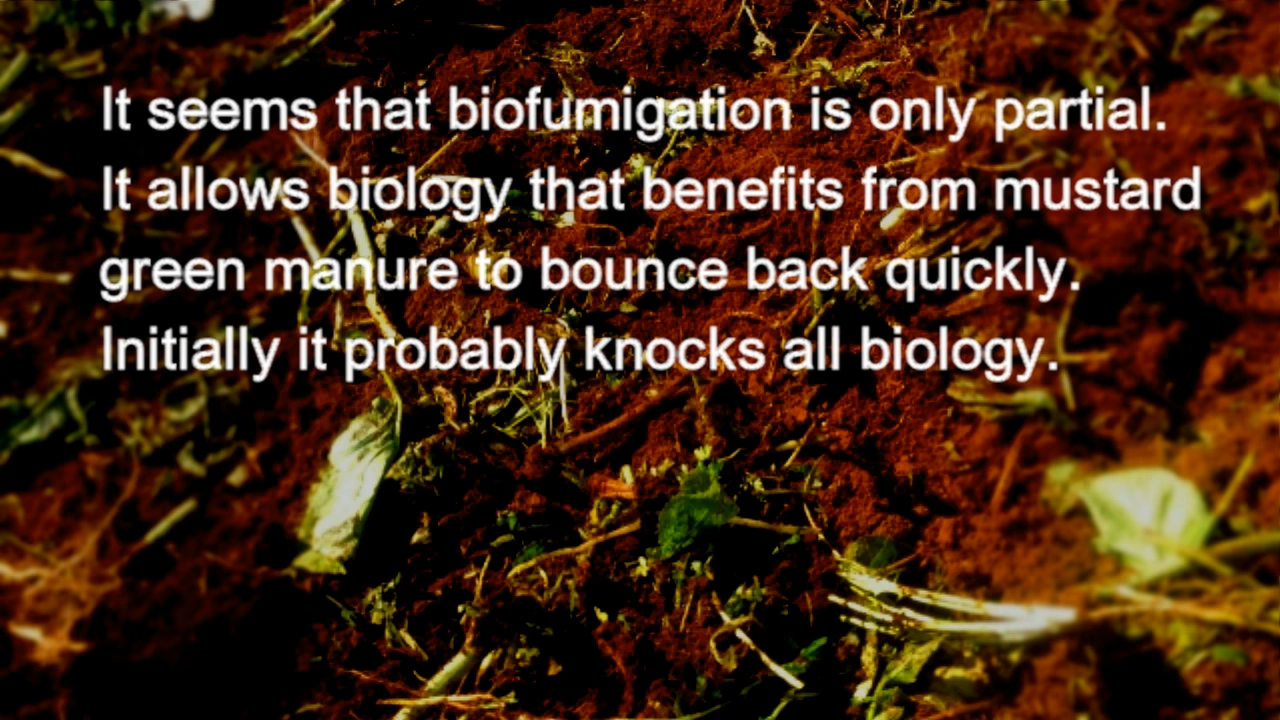 It seems that biofumigation is only partial.
It allows biology that benefits from mustard
green manure to bounce back quickly.
Initially it probably knocks all biology.